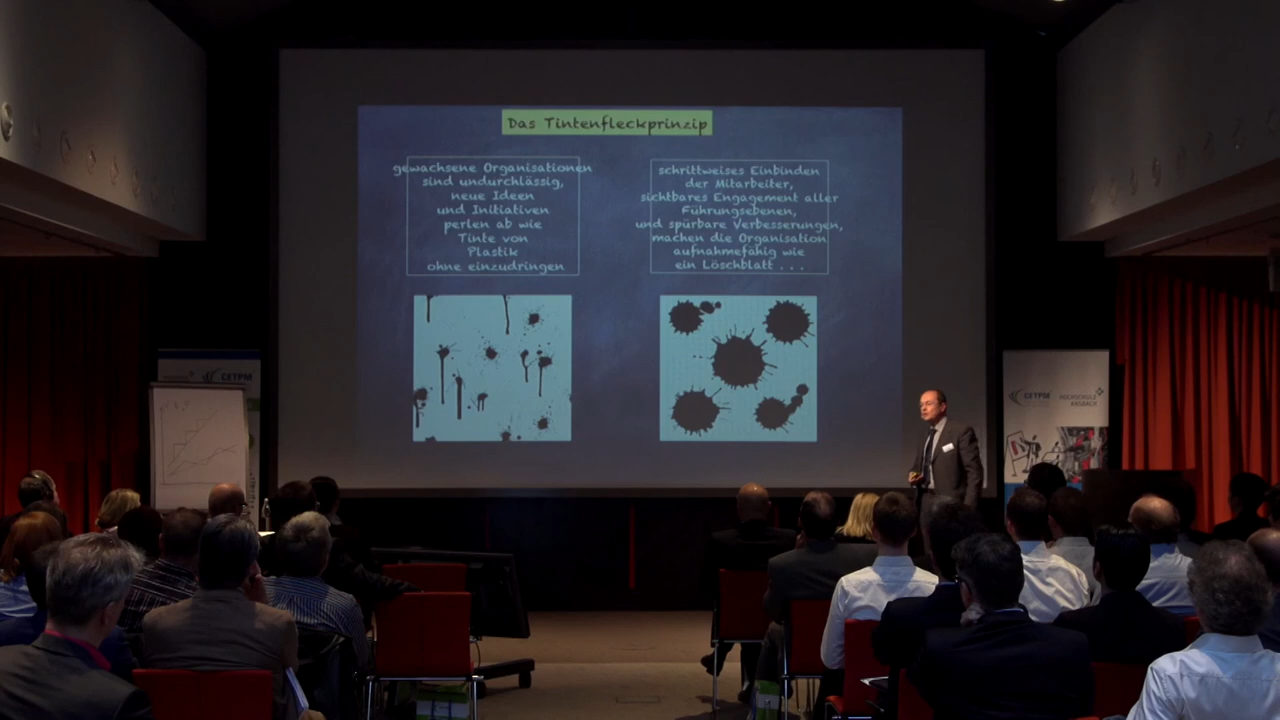 Das Tintenfleckprinzip
gewachsene Organisationen
sind undurchlässig,
neue Ideen
und Initiativen
perlen ab wie
Tinte von
Plastik
ohne einzudringen
schrittweises Einbinden
der Mitarbeiter,
sichtbares Engagement aller
Führungsebenen,
und spürbare Verbesserungen,
machen die Organisation
aufnahmefähig wie
ein Löschblatt . . .
CETPM
CETPM
HOCHSCHULE
ANSBACH